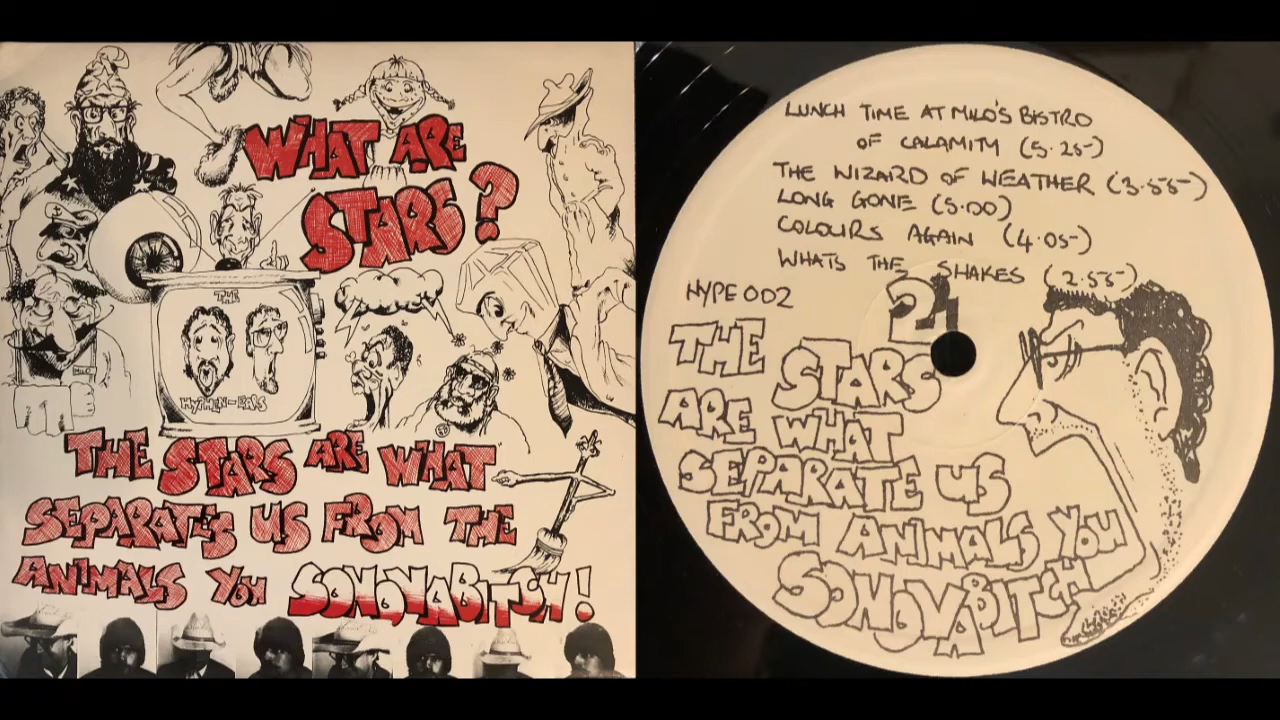 WHAT ARE
STARS?
THE
HYPHEN-EARS
THE STARS ARE WHAT
SEPARATES US FROM THE
ANIMALS YOU SONOVABITCH!
LUNCH TIME AT MILO'S BISTRO
OF CALAMITY (5.25)
THE WIZARD OF WEATHER (3.55)
LONG GONE (5.00)
COLOURS AGAIN (4.05)
WHATS THE SHAKES (2.55)
HYPE 002
21
THE STARS
ARE WHAT
SEPARATE US
FROM ANIMALS YOU
SONOVABITCH